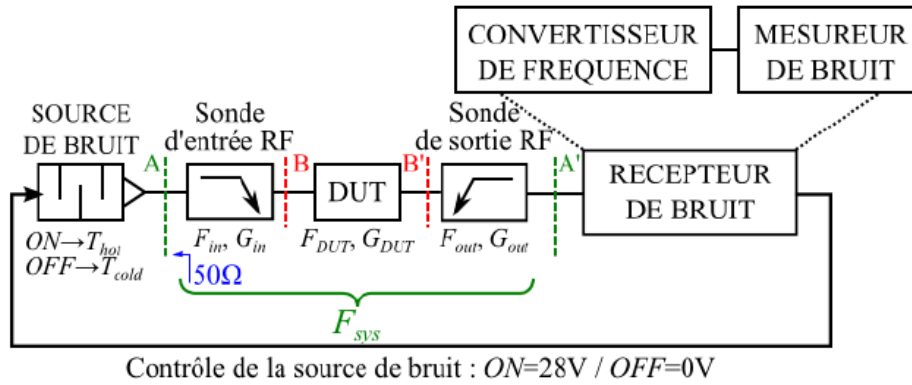 CONVERTISSEUR
DE FREQUENCE
MESUREUR
DE BRUIT
SOURCE
DE BRUIT
Sonde
d'entrée RF
Sonde
de sortie RF
A
B
B'
A'
DUT
RECEPTEUR
DE BRUIT
ON→T_hot
OFF→T_cold
F_in, G_in
F_DUT, G_DUT
F_out, G_out
50Ω
F_sys
Contrôle de la source de bruit : ON=28V / OFF=0V